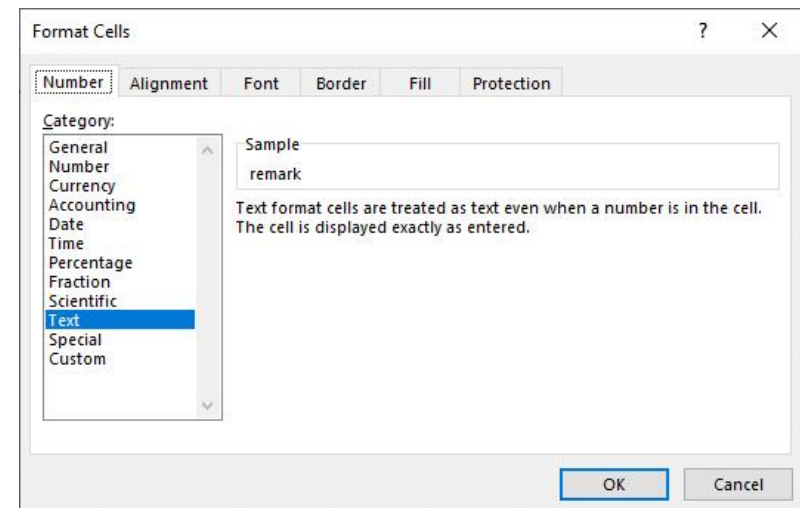 Format Cells
?
Number Alignment Font Border Fill Protection
Category:
General
Number
Currency
Accounting
Date
Time
Percentage
Fraction
Scientific
Text
Special
Custom
Sample
remark
Text format cells are treated as text even when a number is in the cell.
The cell is displayed exactly as entered.
OK Cancel